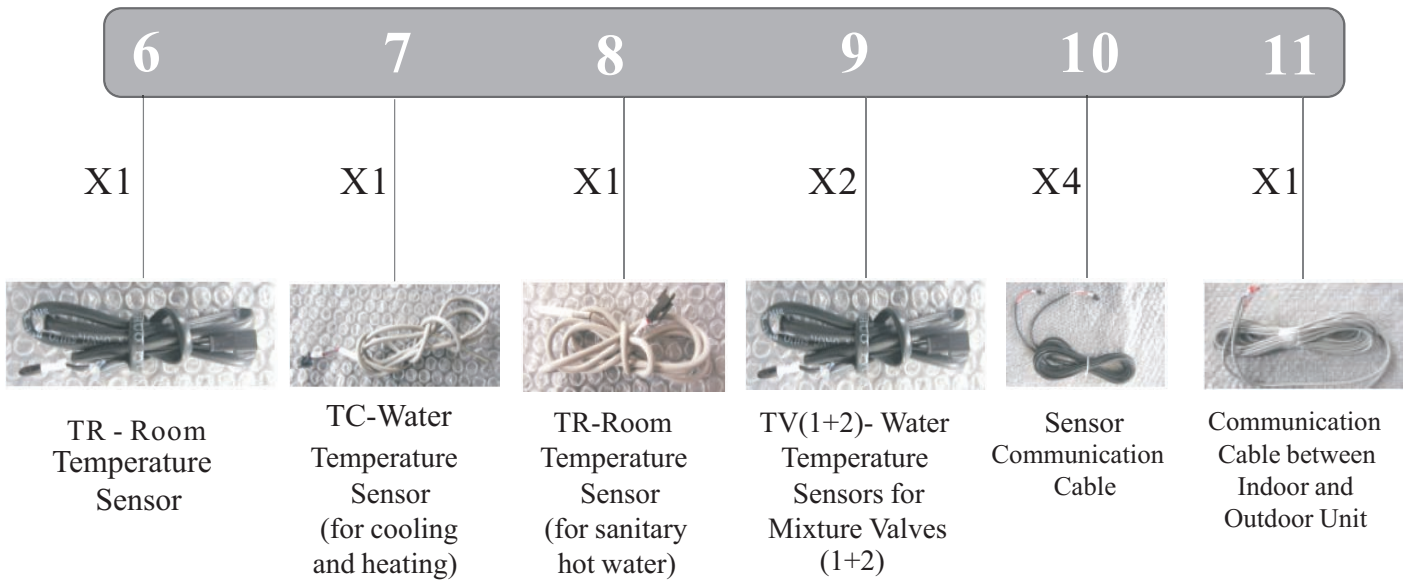 6 7 8 9 10 11
X1 X1 X1 X2 X4 X1
TR - Room
Temperature
Sensor
TC-Water
Temperature
Sensor
(for cooling
and heating)
TR-Room
Temperature
Sensor
(for sanitary
hot water)
TV(1+2)- Water
Temperature
Sensors for
Mixture Valves
(1+2)
Sensor
Communication
Cable
Communication
Cable between
Indoor and
Outdoor Unit